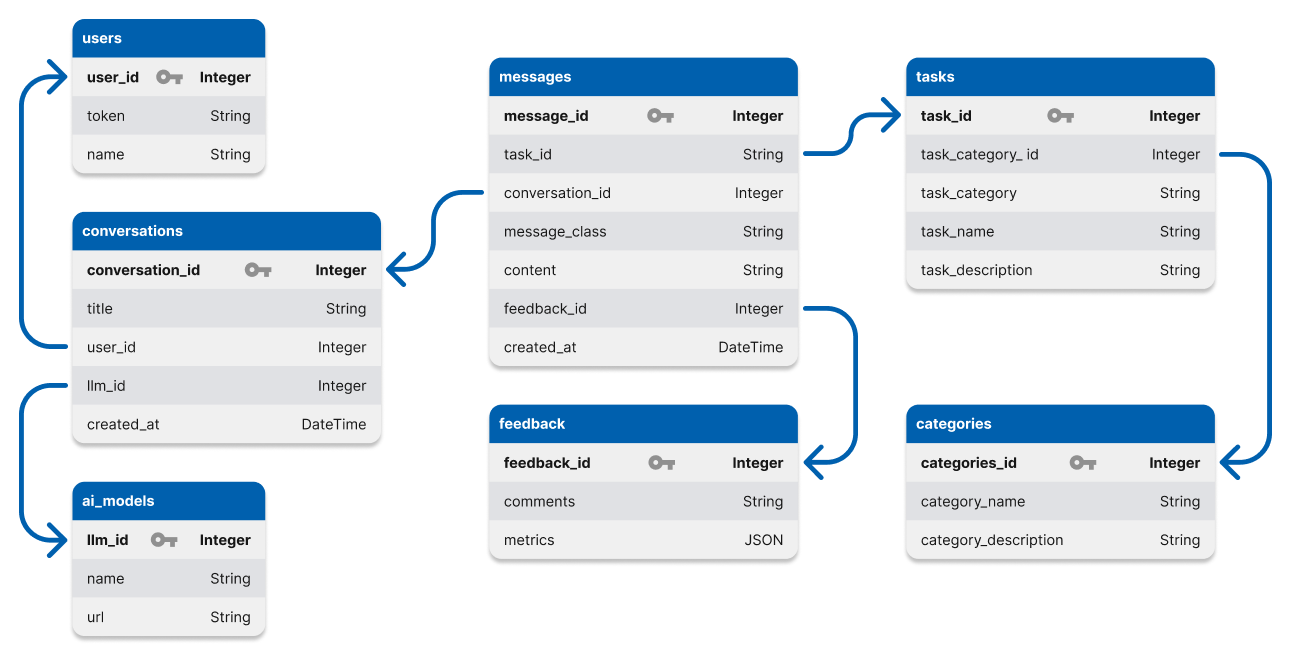 users
user_id Integer
token String
name String
conversations
conversation_id Integer
title String
user_id Integer
llm_id Integer
created_at DateTime
ai_models
llm_id Integer
name String
url String
messages
message_id Integer
task_id String
conversation_id Integer
message_class String
content String
feedback_id Integer
created_at DateTime
feedback
feedback_id Integer
comments String
metrics JSON
tasks
task_id Integer
task_category_ id Integer
task_category String
task_name String
task_description String
categories
categories_id Integer
category_name String
category_description String